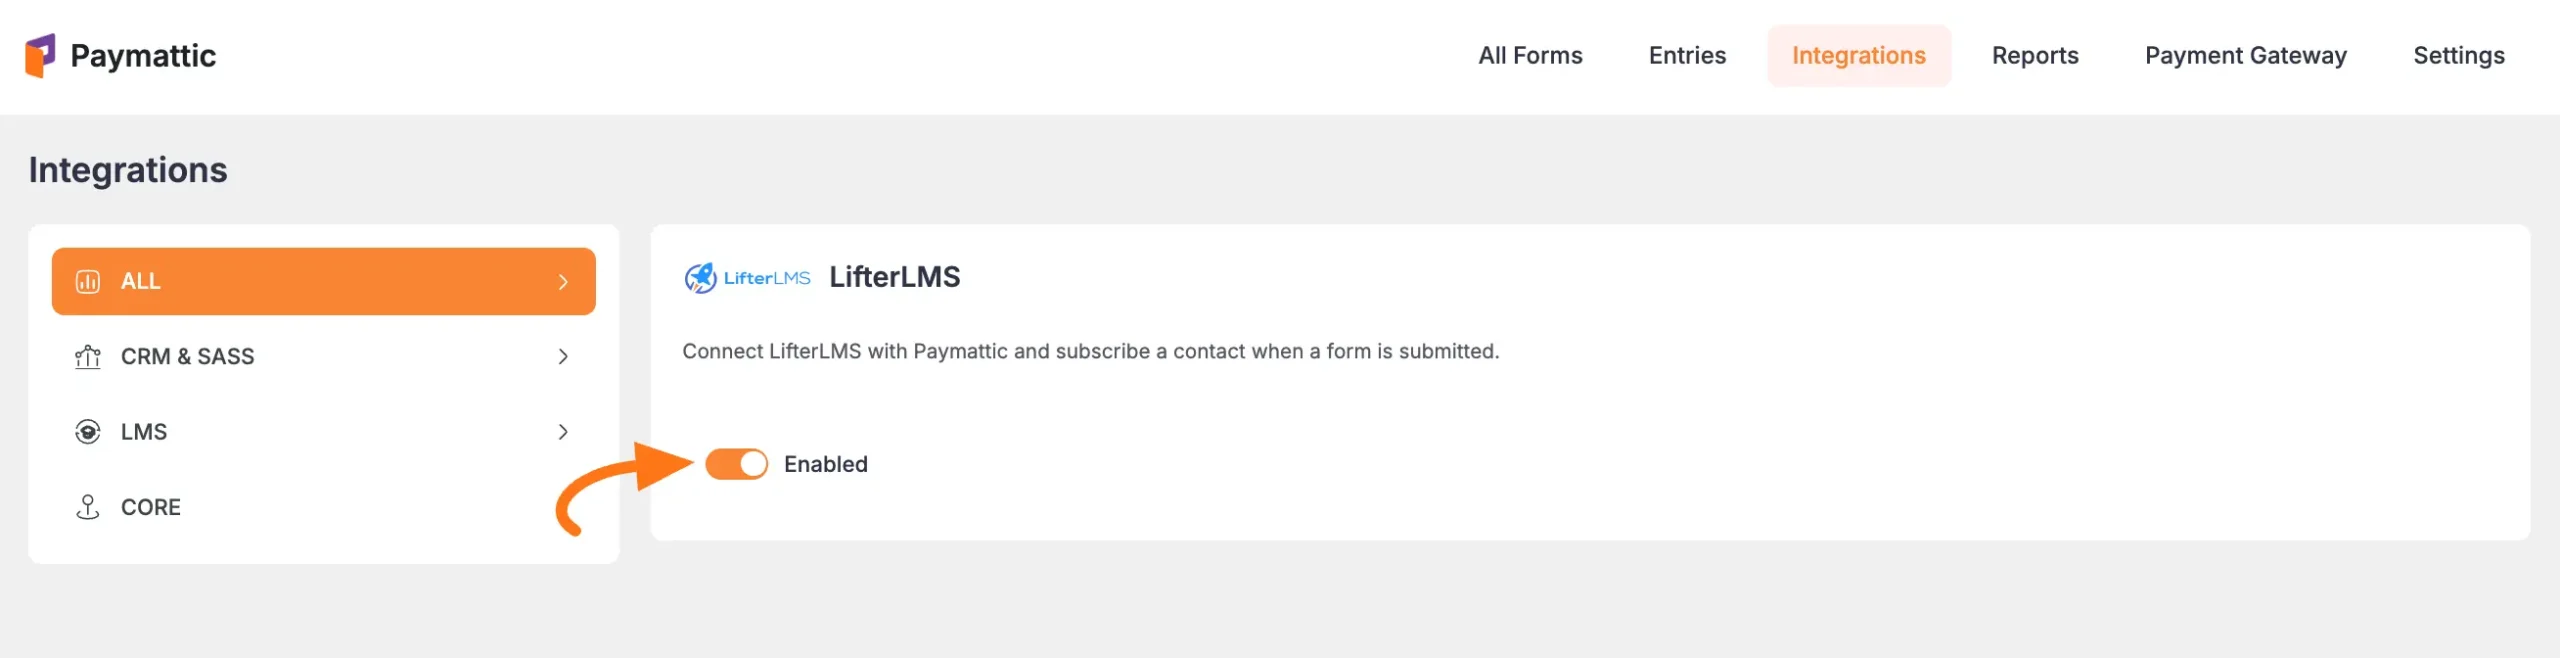 Paymattic
All Forms Entries Integrations Reports Payment Gateway Settings
Integrations
ALL
CRM & SASS
LMS
CORE
LifterLMS LifterLMS
Connect LifterLMS with Paymattic and subscribe a contact when a form is submitted.
Enabled